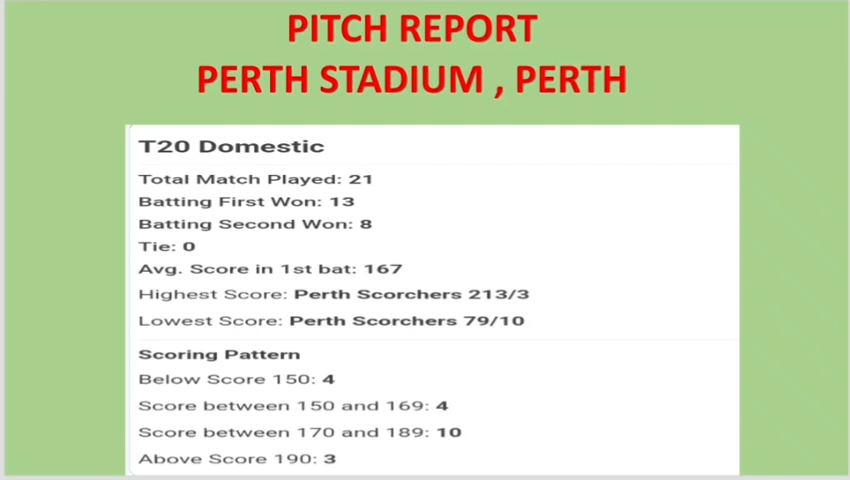 PITCH REPORT
PERTH STADIUM , PERTH
T20 Domestic
Total Match Played: 21
Batting First Won: 13
Batting Second Won: 8
Tie: 0
Avg. Score in 1st bat: 167
Highest Score: Perth Scorchers 213/3
Lowest Score: Perth Scorchers 79/10
Scoring Pattern
Below Score 150: 4
Score between 150 and 169: 4
Score between 170 and 189: 10
Above Score 190: 3